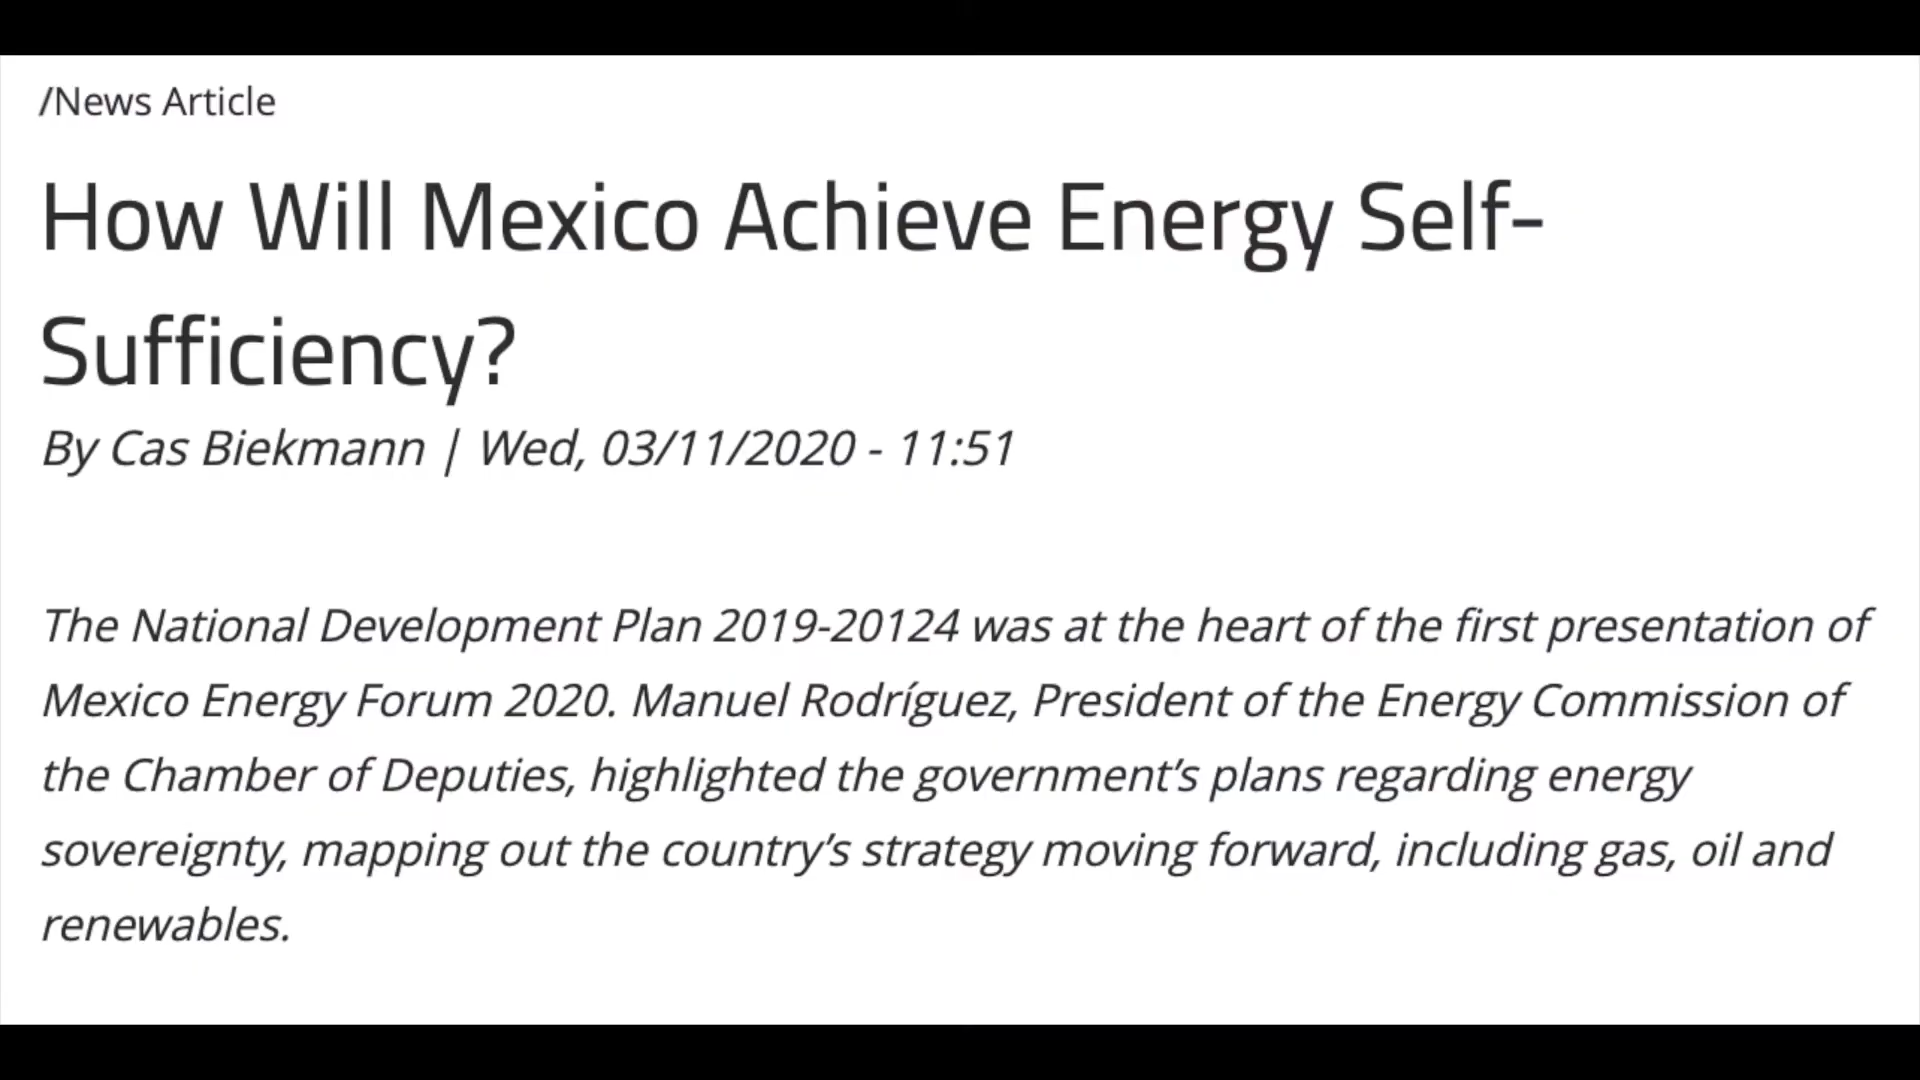 /News Article
How Will Mexico Achieve Energy Self-
Sufficiency?
By Cas Biekmann | Wed, 03/11/2020 - 11:51
The National Development Plan 2019-20124 was at the heart of the first presentation of
Mexico Energy Forum 2020. Manuel Rodríguez, President of the Energy Commission of
the Chamber of Deputies, highlighted the government’s plans regarding energy
sovereignty, mapping out the country’s strategy moving forward, including gas, oil and
renewables.